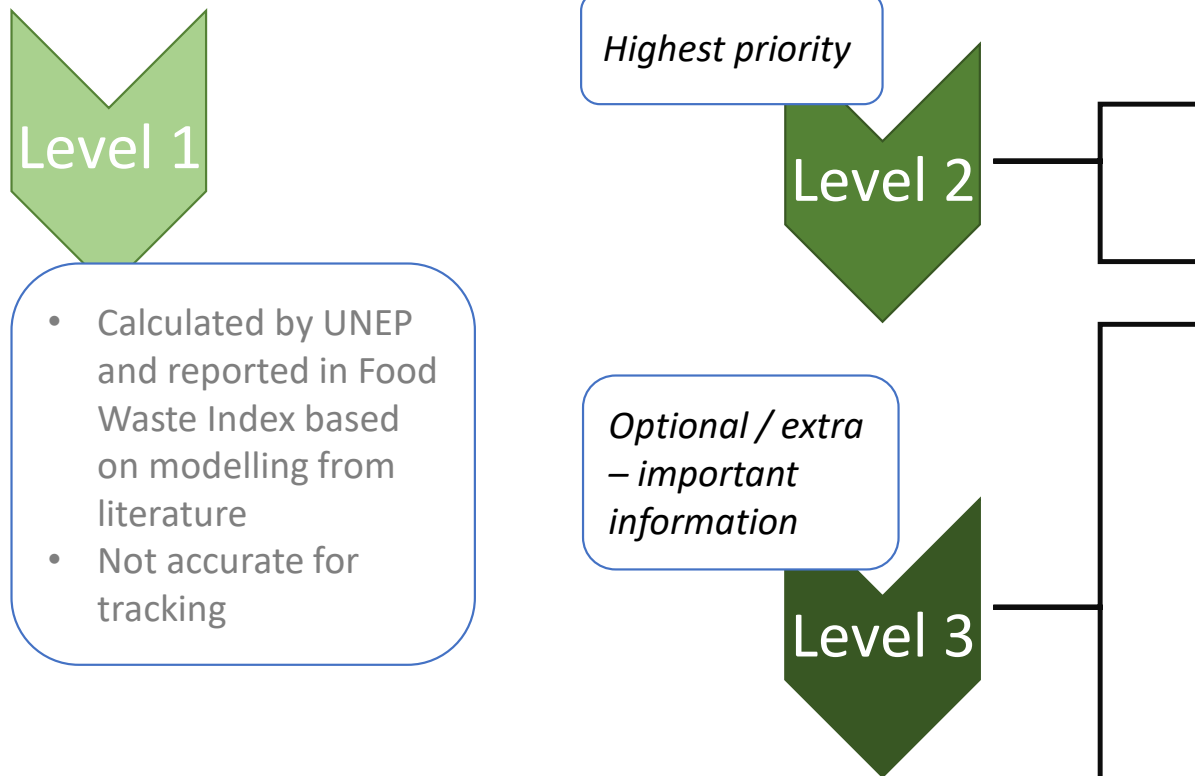 Level 1
• Calculated by UNEP
and reported in Food
Waste Index based
on modelling from
literature
• Not accurate for
tracking
Highest priority
Level 2
Optional / extra
– important
information
Level 3